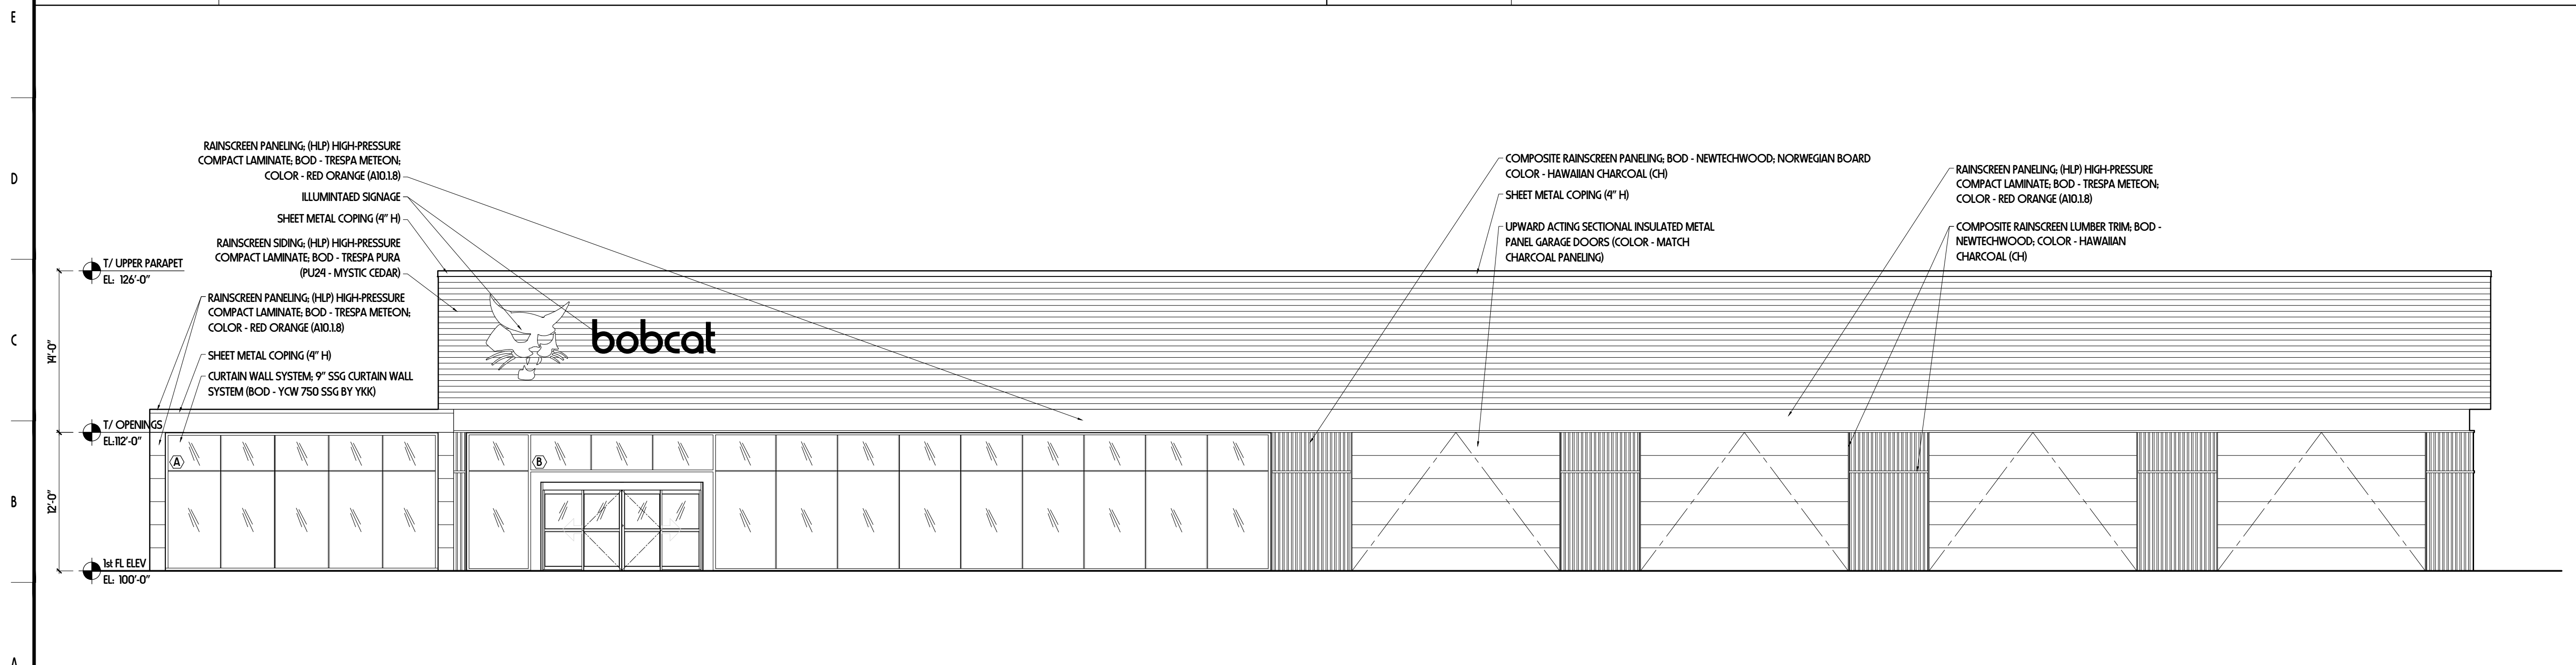 E
D
C
B
A
RAINSCREEN PANELING; (HLP) HIGH-PRESSURE
COMPACT LAMINATE; BOD - TRESPA METEON;
COLOR - RED ORANGE (A10.1.8)
ILLUMINTAED SIGNAGE
SHEET METAL COPING (4" H)
RAINSCREEN SIDING; (HLP) HIGH-PRESSURE
COMPACT LAMINATE; BOD - TRESPA PURA
(PU24 - MYSTIC CEDAR)
T/ UPPER PARAPET
EL: 126'-0"
RAINSCREEN PANELING; (HLP) HIGH-PRESSURE
COMPACT LAMINATE; BOD - TRESPA METEON;
COLOR - RED ORANGE (A10.1.8)
SHEET METAL COPING (4" H)
CURTAIN WALL SYSTEM; 9" SSG CURTAIN WALL
SYSTEM (BOD - YCW 750 SSG BY YKK)
14'-0"
T/ OPENINGS
EL:112'-0"
12'-0"
1st FL ELEV
EL: 100'-0"
bobcat
A
B
COMPOSITE RAINSCREEN PANELING; BOD - NEWTECHWOOD; NORWEGIAN BOARD
COLOR - HAWAIIAN CHARCOAL (CH)
SHEET METAL COPING (4" H)
UPWARD ACTING SECTIONAL INSULATED METAL
PANEL GARAGE DOORS (COLOR - MATCH
CHARCOAL PANELING)
RAINSCREEN PANELING; (HLP) HIGH-PRESSURE
COMPACT LAMINATE; BOD - TRESPA METEON;
COLOR - RED ORANGE (A10.1.8)
COMPOSITE RAINSCREEN LUMBER TRIM; BOD -
NEWTECHWOOD; COLOR - HAWAIIAN
CHARCOAL (CH)